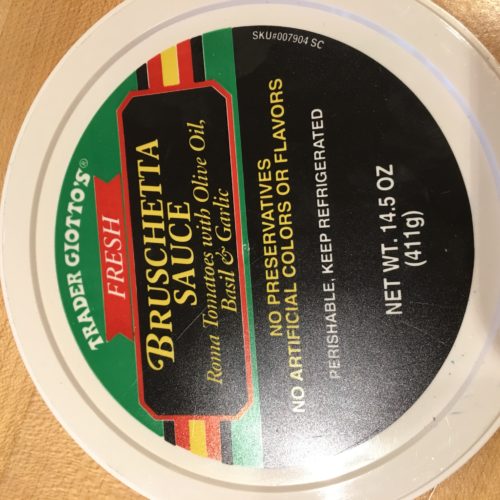 TRADER GIOTTO'S®
FRESH
BRUSCHETTA
SAUCE
Roma Tomatoes with Olive Oil,
Basil & Garlic
NO PRESERVATIVES
NO ARTIFICIAL COLORS OR FLAVORS
PERISHABLE, KEEP REFRIGERATED
NET WT. 14.5 OZ
(411g)
SKU#007904 SC